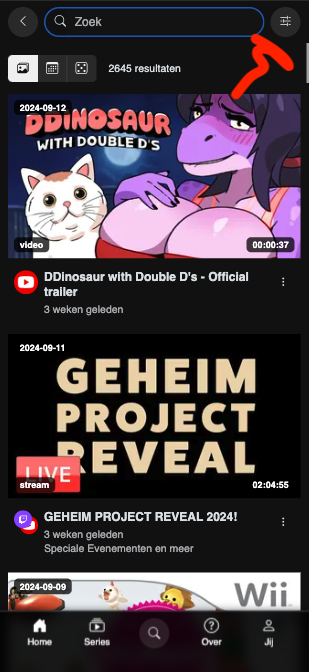 Zoek
2645 resultaten
2024-09-12
DDINOSAUR
WITH DOUBLE D'S
video
00:00:37
DDinosaur with Double D's - Official
trailer
3 weken geleden
2024-09-11
GEHEIM
PROJECT
REVEAL
LIVE
stream
02:04:55
GEHEIM PROJECT REVEAL 2024!
3 weken geleden
Speciale Evenementen en meer
2024-09-09
Wii
Home
Series
Over
Jij